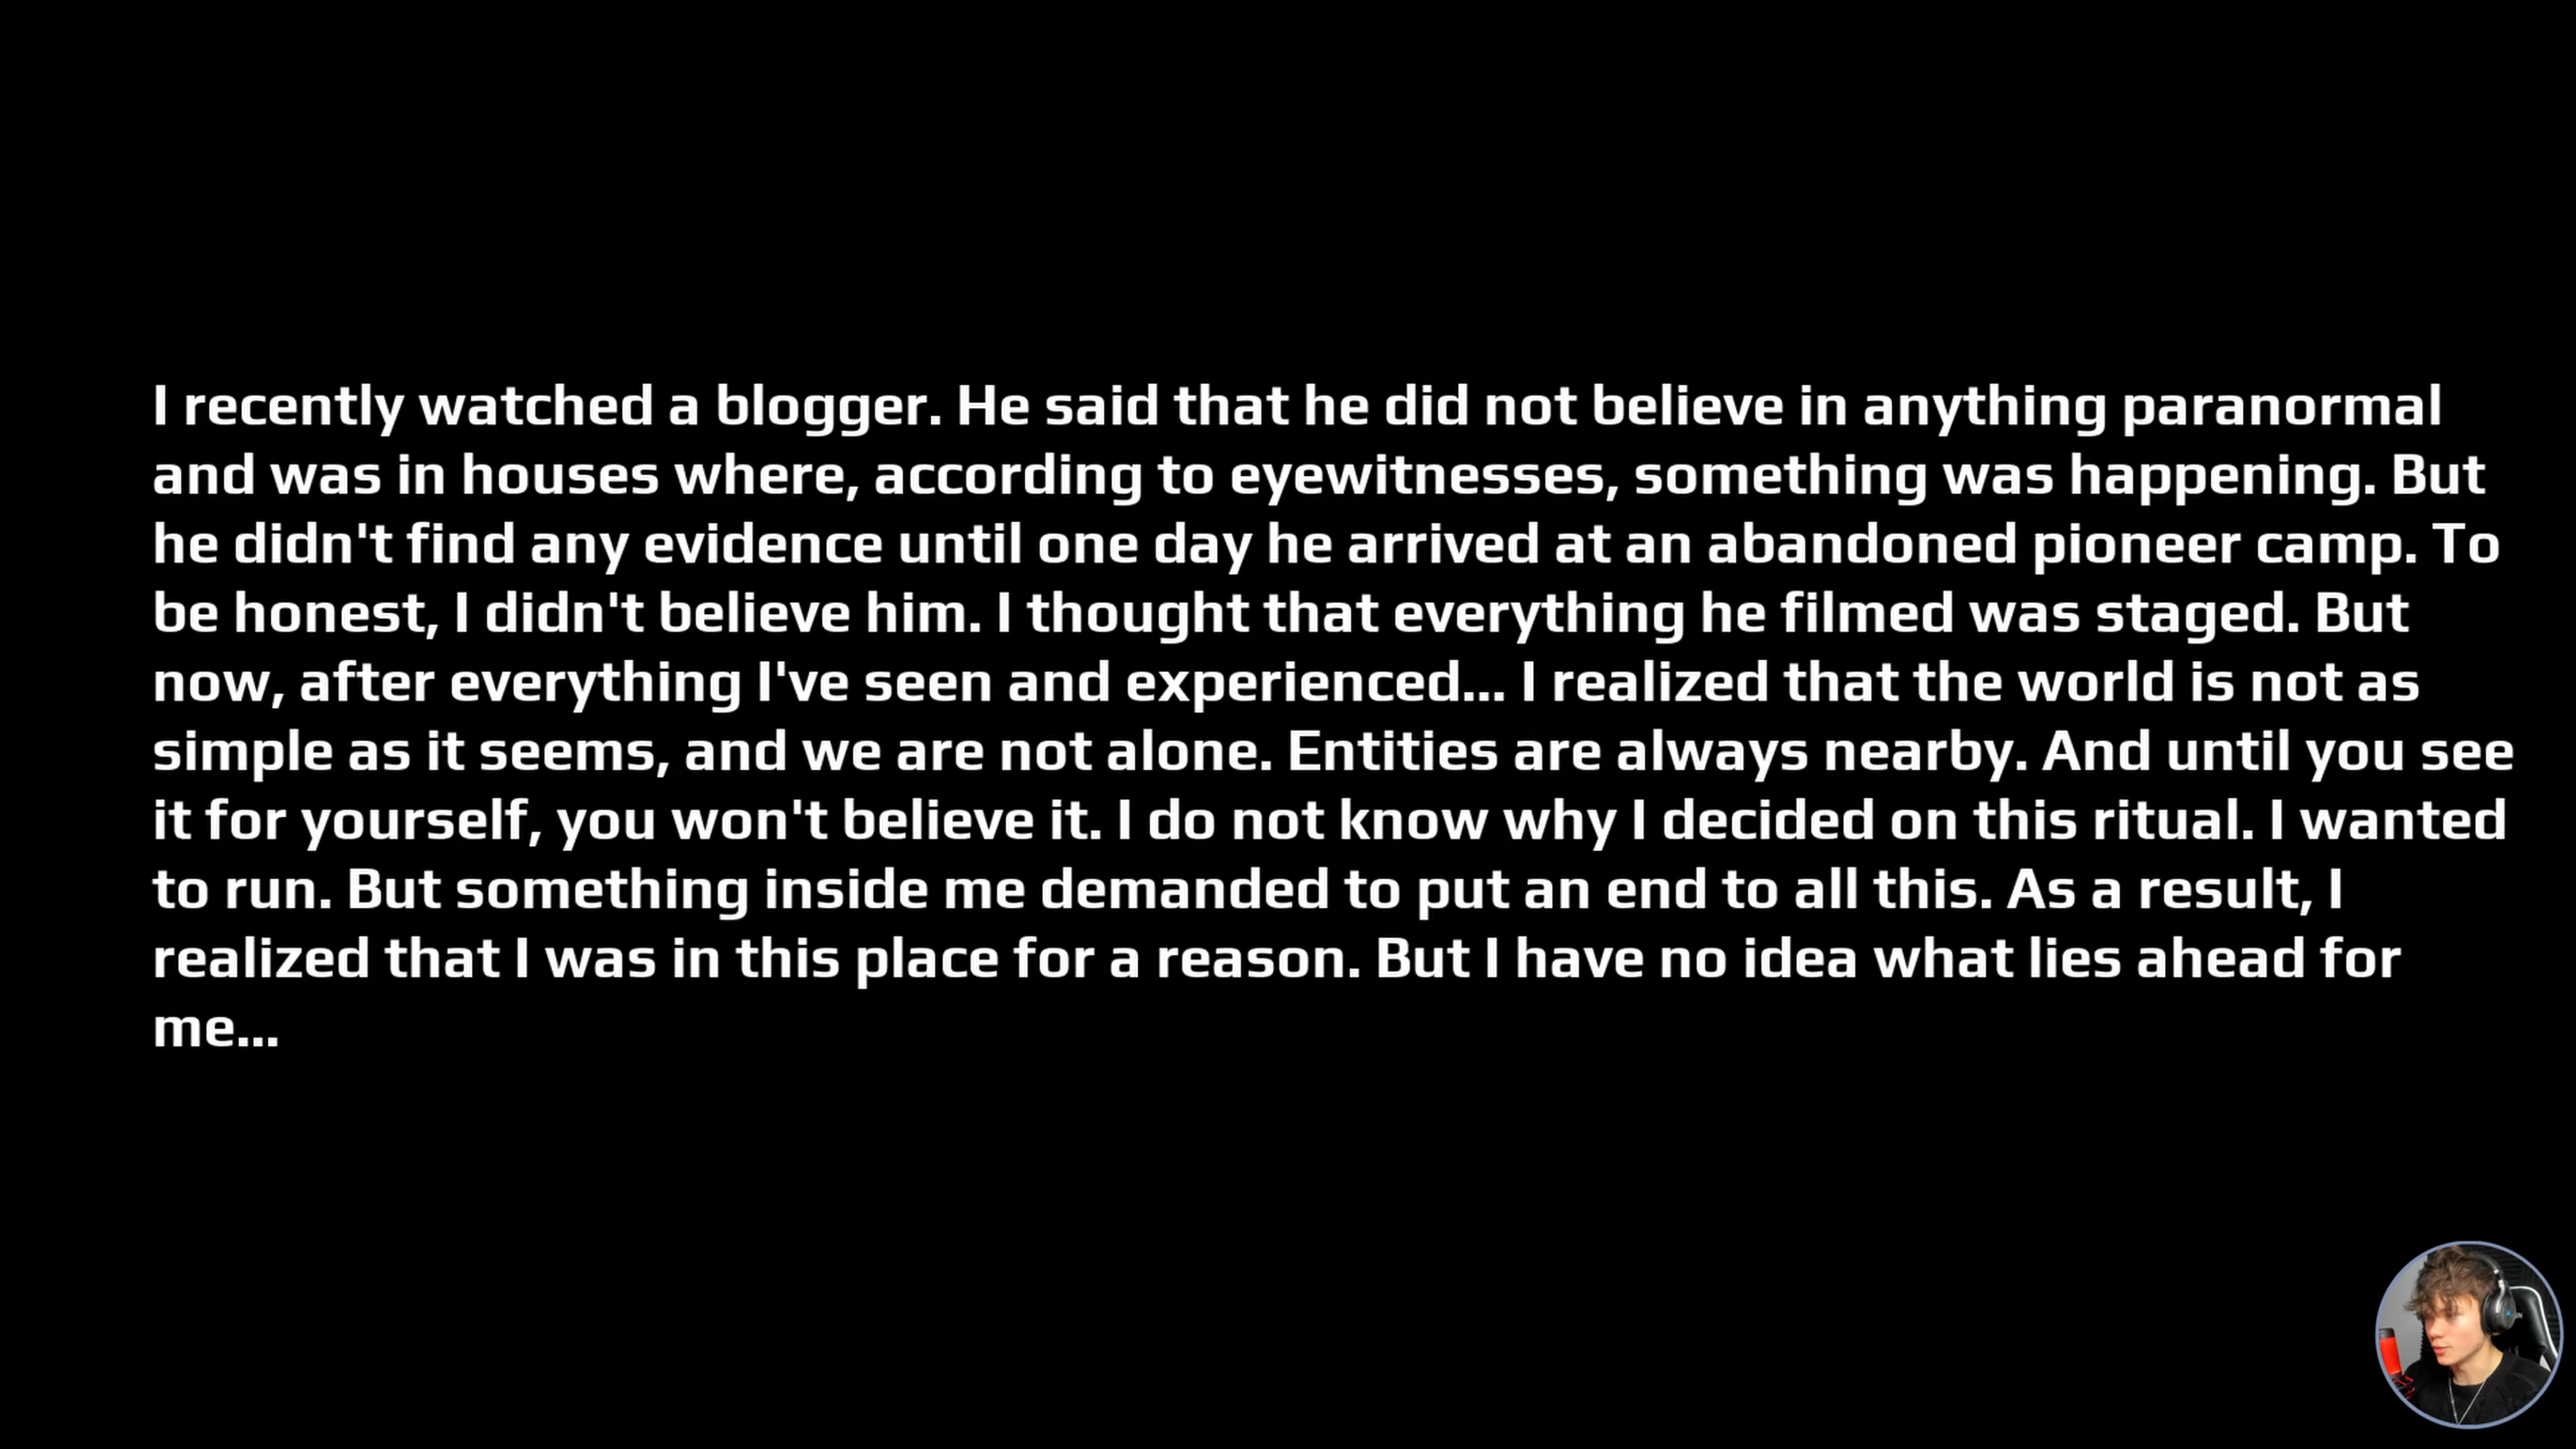 I recently watched a blogger. He said that he did not believe in anything paranormal
and was in houses where, according to eyewitnesses, something was happening. But
he didn't find any evidence until one day he arrived at an abandoned pioneer camp. To
be honest, I didn't believe him. I thought that everything he filmed was staged. But
now, after everything I've seen and experienced... I realized that the world is not as
simple as it seems, and we are not alone. Entities are always nearby. And until you see
it for yourself, you won't believe it. I do not know why I decided on this ritual. I wanted
to run. But something inside me demanded to put an end to all this. As a result, I
realized that I was in this place for a reason. But I have no idea what lies ahead for
me...